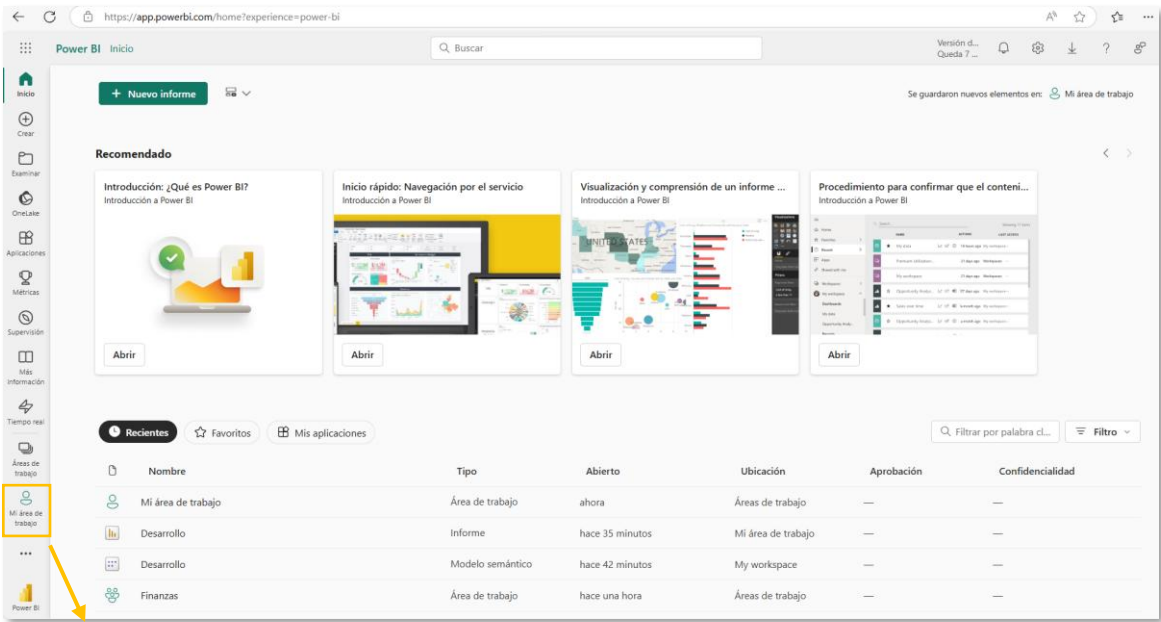 https://app.powerbi.com/home?experience=power-bi
Power BI Inicio
Buscar
Versión d...
Queda 7 ...
Inicio
Crear
Examinar
OneLake
Aplicaciones
Métricas
Supervisión
Más
información
Tiempo real
Áreas de
trabajo
Mi área de
trabajo
Power BI
+ Nuevo informe
Se guardaron nuevos elementos en: Mi área de trabajo
Recomendado
Introducción: ¿Qué es Power BI?
Introducción a Power BI
Abrir
Inicio rápido: Navegación por el servicio
Introducción a Power BI
Abrir
Visualización y comprensión de un informe ...
Introducción a Power BI
UNITED STATES
Abrir
Procedimiento para confirmar que el conteni...
Introducción a Power BI
Abrir
Recientes Favoritos Mis aplicaciones
Filtrar por palabra cl... Filtro
Nombre Tipo Abierto Ubicación Aprobación Confidencialidad
Mi área de trabajo Área de trabajo ahora Áreas de trabajo — —
Desarrollo Informe hace 35 minutos Mi área de trabajo — —
Desarrollo Modelo semántico hace 42 minutos My workspace — —
Finanzas Área de trabajo hace una hora Áreas de trabajo — —